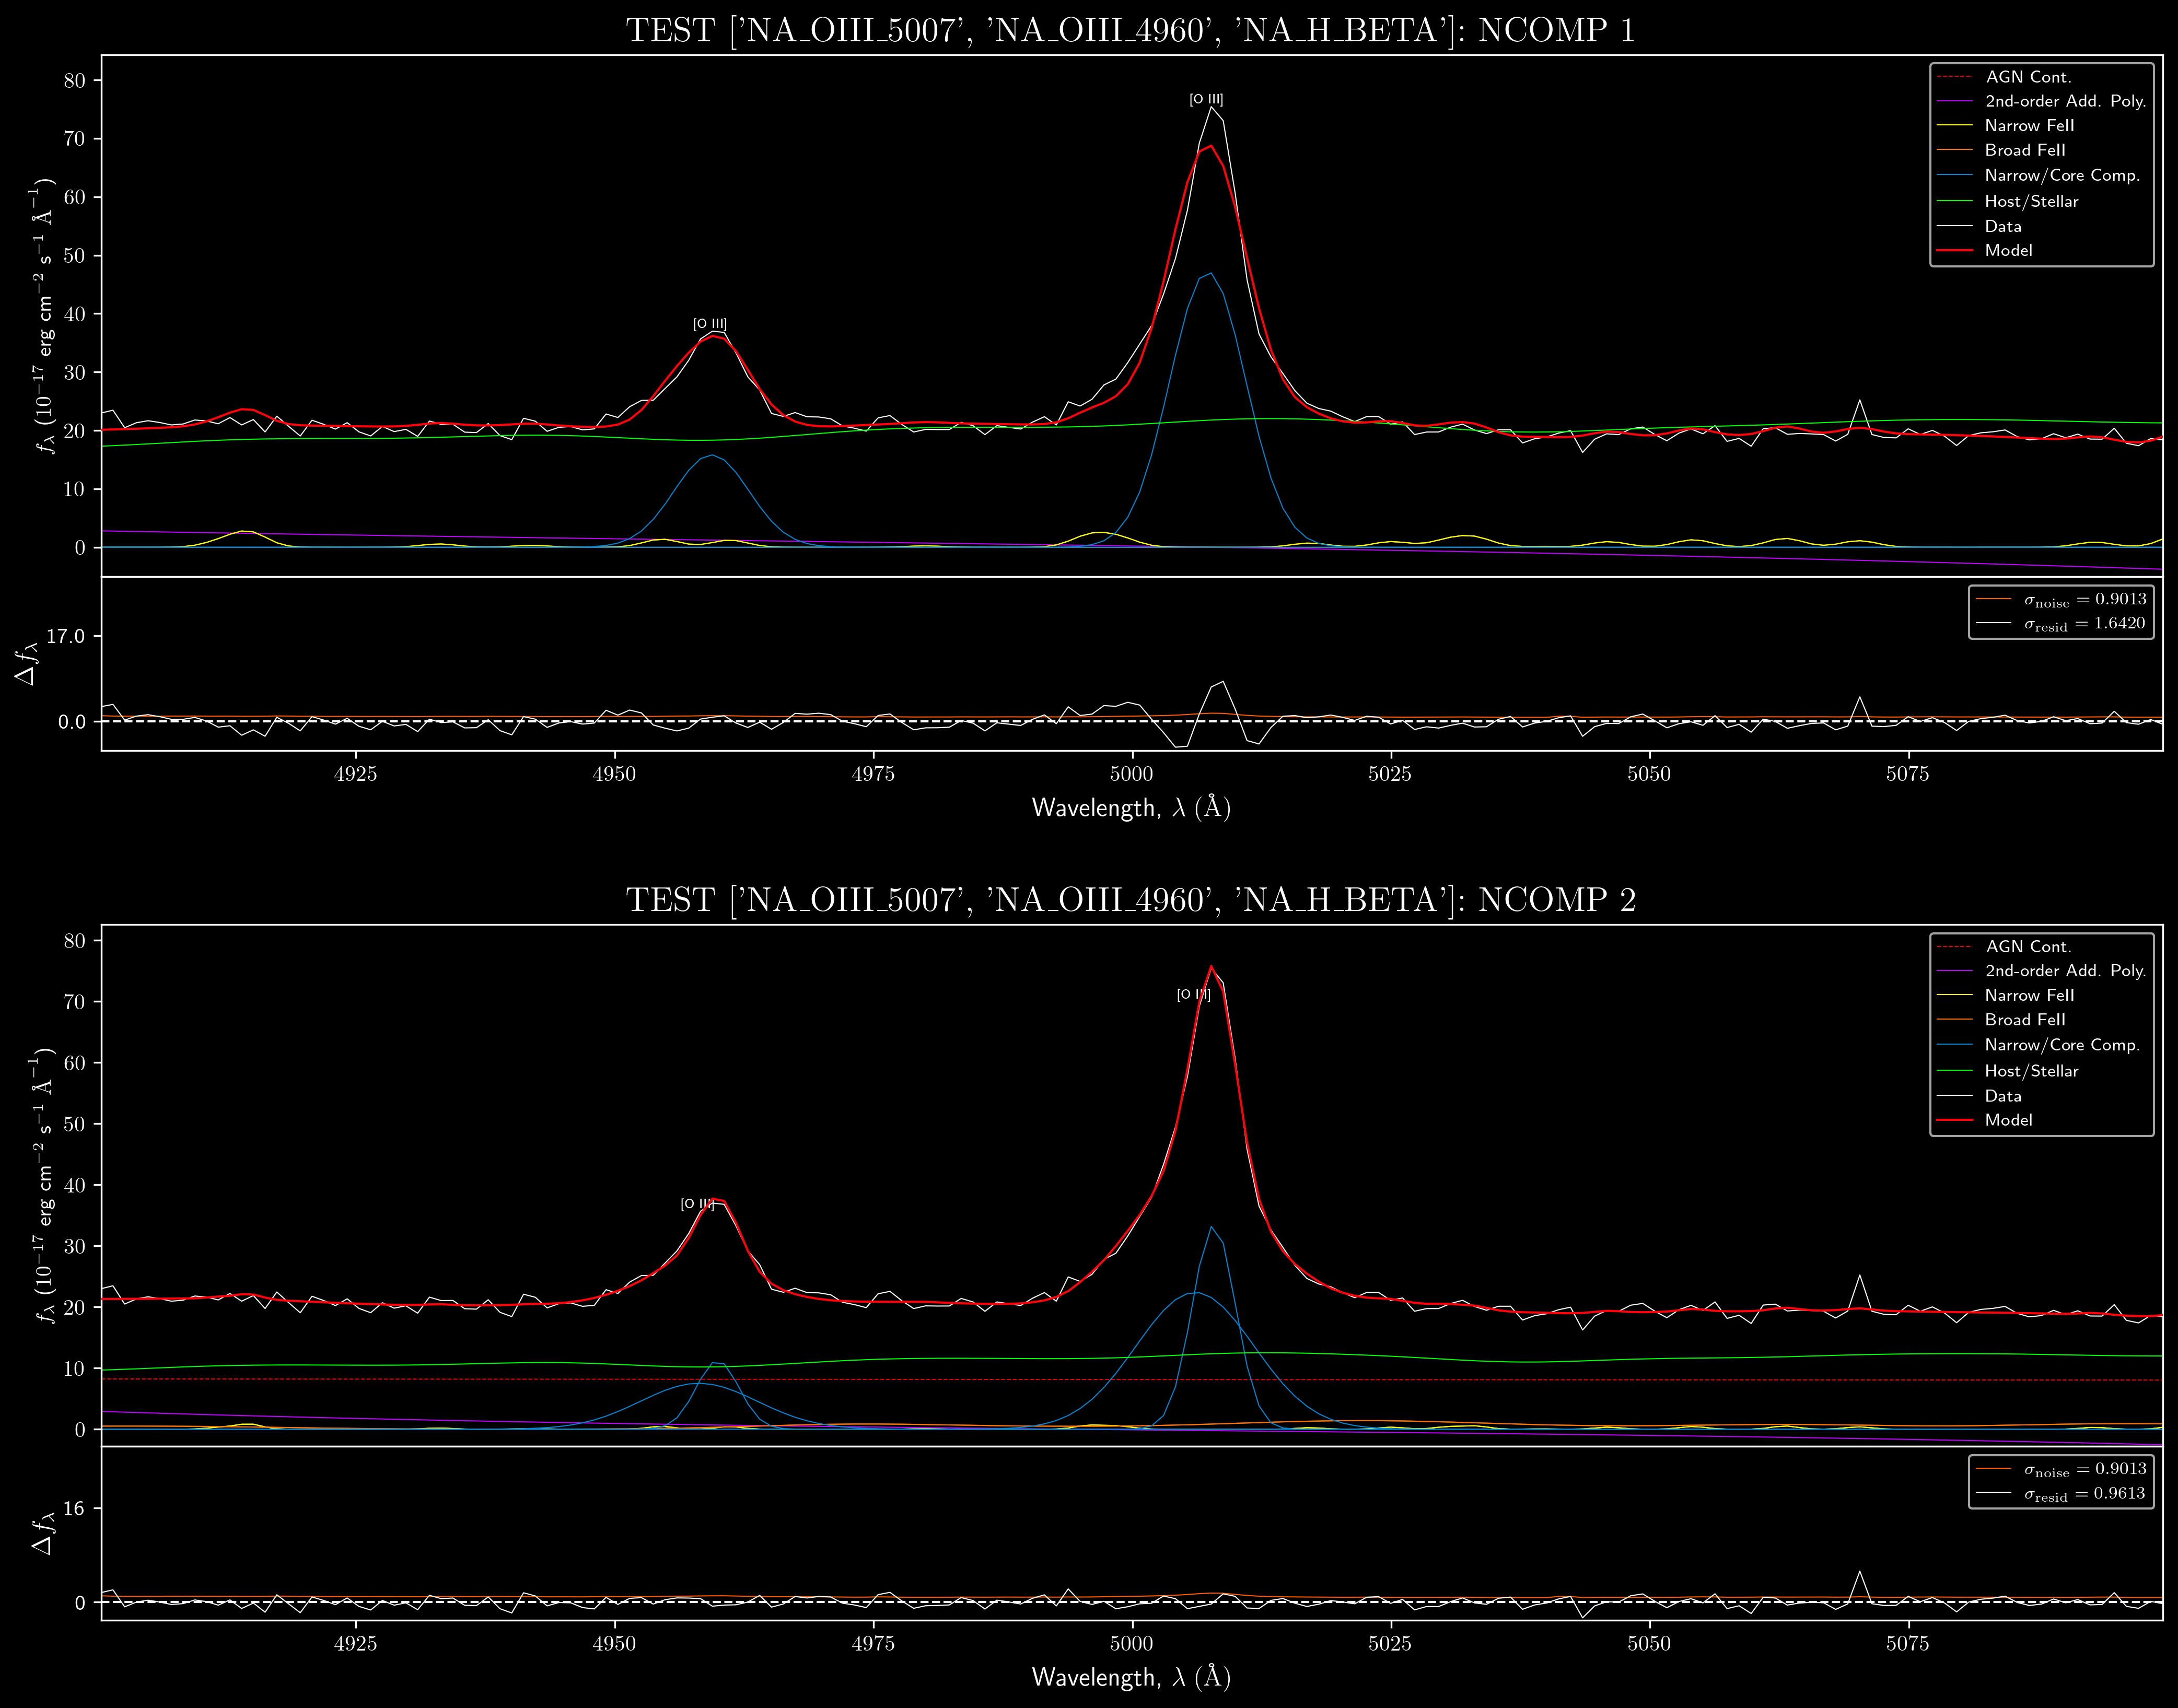 TEST ['NA_OIII_5007', 'NA_OIII_4960', 'NA_H_BETA']: NCOMP 1
80
70
60
50
40
30
20
10
0
fλ (10⁻¹⁷ erg cm⁻² s⁻¹ Å⁻¹)
[O III]
[O III]
AGN Cont.
2nd-order Add. Poly.
Narrow FeII
Broad FeII
Narrow/Core Comp.
Host/Stellar
Data
Model
17.0
0.0
Δfλ
σnoise = 0.9013
σresid = 1.6420
4925 4950 4975 5000 5025 5050 5075
Wavelength, λ (Å)
TEST ['NA_OIII_5007', 'NA_OIII_4960', 'NA_H_BETA']: NCOMP 2
80
70
60
50
40
30
20
10
0
fλ (10⁻¹⁷ erg cm⁻² s⁻¹ Å⁻¹)
[O III]
[O III]
AGN Cont.
2nd-order Add. Poly.
Narrow FeII
Broad FeII
Narrow/Core Comp.
Host/Stellar
Data
Model
16
0
Δfλ
σnoise = 0.9013
σresid = 0.9613
4925 4950 4975 5000 5025 5050 5075
Wavelength, λ (Å)